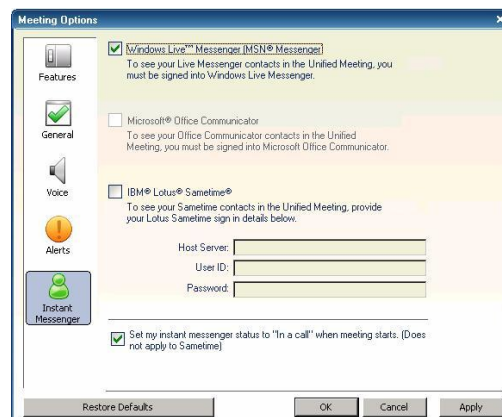 Meeting Options
Features
General
Voice
Alerts
Instant
Messenger
Windows Live™ Messenger (MSN® Messenger)
To see your Live Messenger contacts in the Unified Meeting, you
must be signed into Windows Live Messenger.
Microsoft® Office Communicator
To see your Office Communicator contacts in the Unified
Meeting, you must be signed into Microsoft Office Communicator.
IBM® Lotus® Sametime®
To see your Sametime contacts in the Unified Meeting, provide
your Lotus Sametime sign in details below.
Host Server:
User ID:
Password:
Set my instant messenger status to "In a call" when meeting starts. (Does
not apply to Sametime)
Restore Defaults
OK
Cancel
Apply